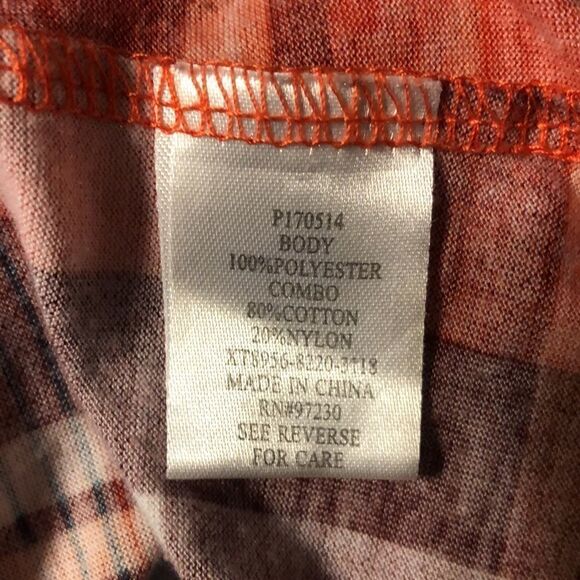 P170514
BODY
100%POLYESTER
COMBO
80%COTTON
20%NYLON
XT8956-8220-3118
MADE IN CHINA
RN#97230
SEE REVERSE
FOR CARE